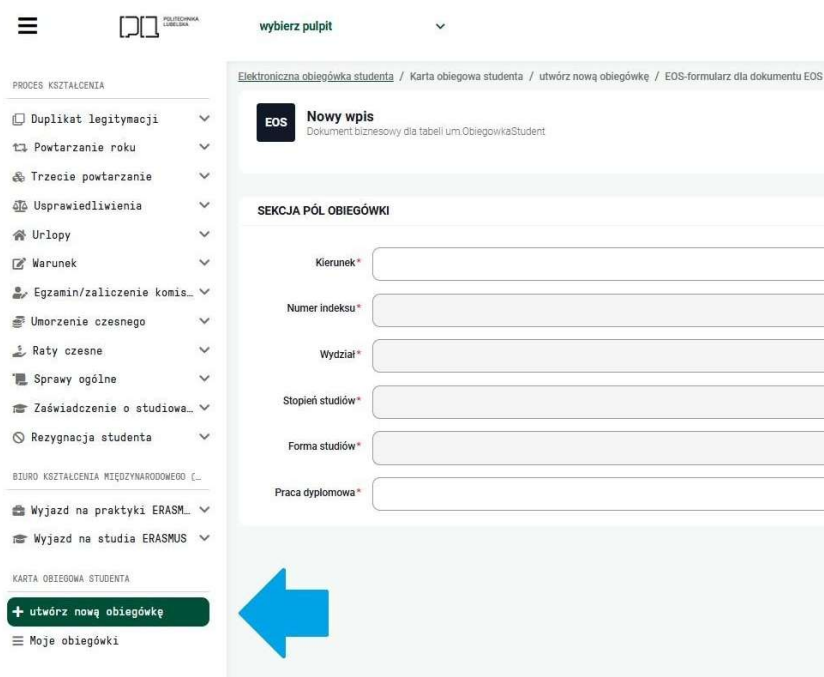 POLITECHNIKA
LUBELSKA
wybierz pulpit
Elektroniczna obiegówka studenta / Karta obiegowa studenta / utwórz nową obiegówkę / EOS-formularz dla dokumentu EOS
EOS
Nowy wpis
Dokument biznesowy dla tabeli um.ObiegowkaStudent
PROCES KSZTAŁCENIA
Duplikat legitymacji
Powtarzanie roku
Trzecie powtarzanie
Usprawiedliwienia
Urlopy
Warunek
Egzamin/zaliczenie komis…
Umorzenie czesnego
Raty czesne
Sprawy ogólne
Zaświadczenie o studiowa…
Rezygnacja studenta
BIURO KSZTAŁCENIA MIĘDZYNARODOWEGO (…
Wyjazd na praktyki ERASM…
Wyjazd na studia ERASMUS
KARTA OBIEGOWA STUDENTA
+ utwórz nową obiegówkę
Moje obiegówki
SEKCJA PÓL OBIEGÓWKI
Kierunek*
Numer indeksu*
Wydział*
Stopień studiów*
Forma studiów*
Praca dyplomowa*